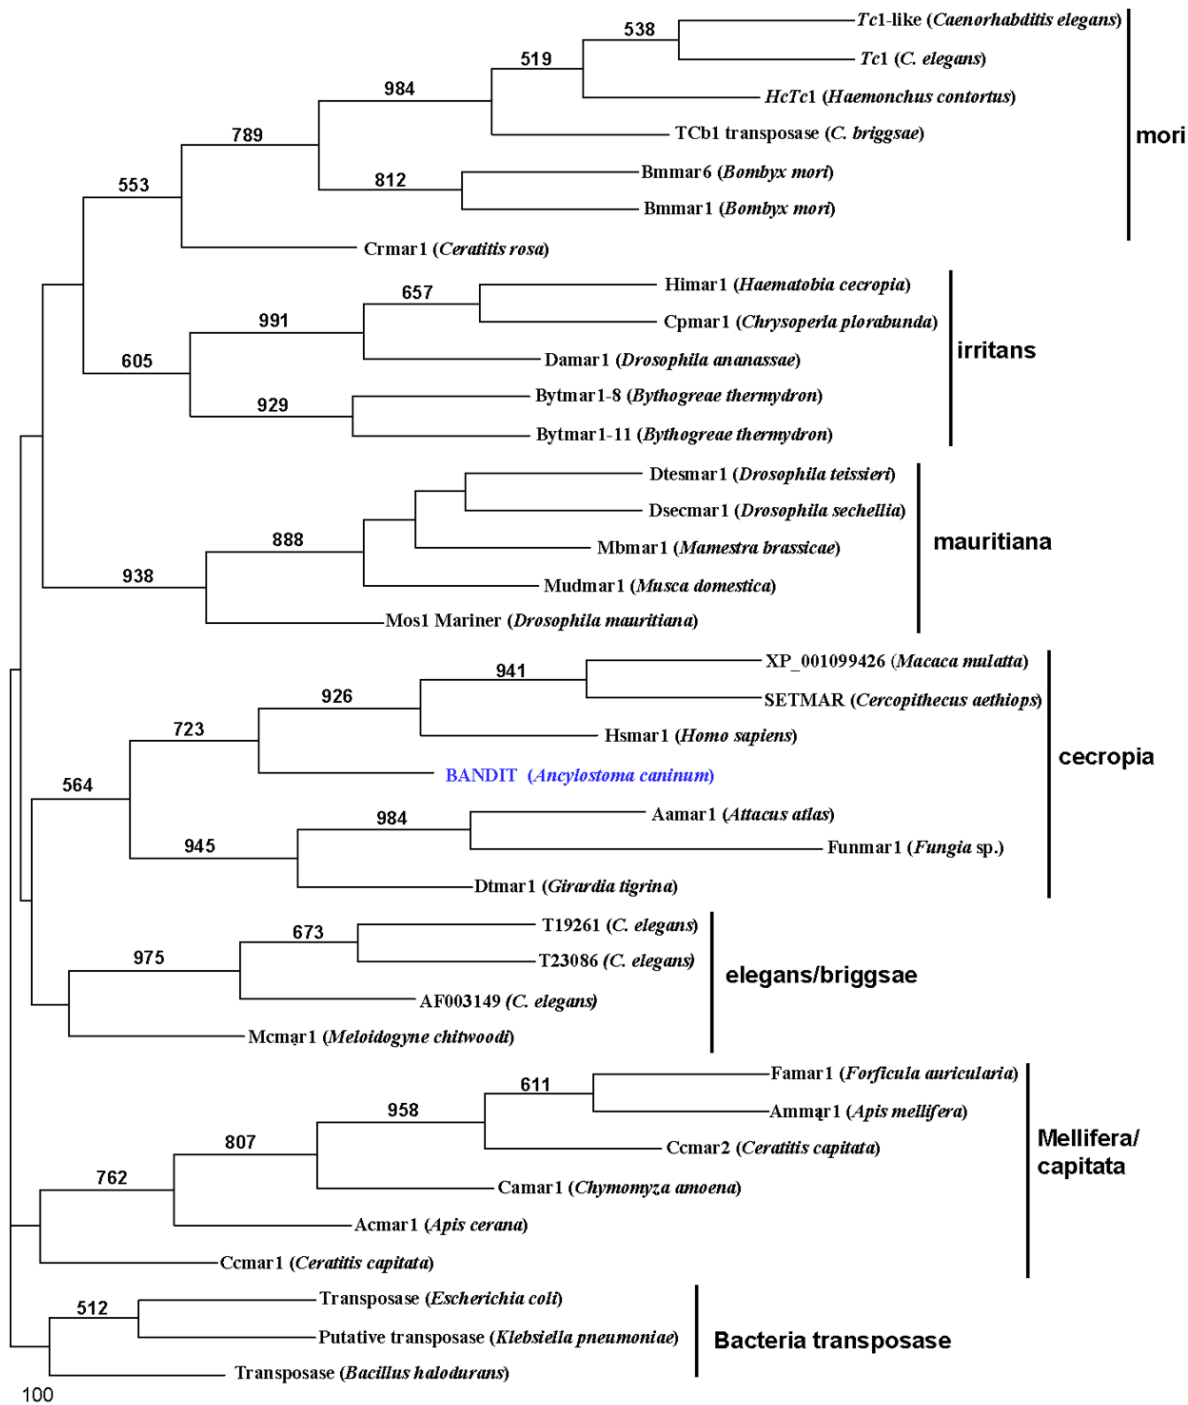 Tc1-like (Caenorhabditis elegans)
538
Tc1 (C. elegans)
519
HcTc1 (Haemonchus contortus)
984
TCb1 transposase (C. briggsae)
mori
789
Bmmar6 (Bombyx mori)
812
Bmmar1 (Bombyx mori)
553
Crmar1 (Ceratitis rosa)
Himar1 (Haematobia cecropia)
657
Cpmar1 (Chrysoperla plorabunda)
991
irritans
Damar1 (Drosophila ananassae)
605
Bytmar1-8 (Bythogreae thermydron)
929
Bytmar1-11 (Bythogreae thermydron)
Dtesmar1 (Drosophila teissieri)
Dsecmar1 (Drosophila sechellia)
mauritiana
888
Mbmar1 (Mamestra brassicae)
938
Mudmar1 (Musca domestica)
Mos1 Mariner (Drosophila mauritiana)
XP_001099426 (Macaca mulatta)
941
SETMAR (Cercopithecus aethiops)
926
Hsmar1 (Homo sapiens)
723
cecropia
BANDIT (Ancylostoma caninum)
564
Aamar1 (Attacus atlas)
984
Funmar1 (Fungia sp.)
945
Dtmar1 (Girardia tigrina)
T19261 (C. elegans)
673
T23086 (C. elegans)
975
elegans/briggsae
AF003149 (C. elegans)
Mcmar1 (Meloidogyne chitwoodi)
Famar1 (Forficula auricularia)
611
Ammar1 (Apis mellifera)
958
Mellifera/
capitata
Ccmar2 (Ceratitis capitata)
807
Camar1 (Chymomyza amoena)
762
Acmar1 (Apis cerana)
Ccmar1 (Ceratitis capitata)
Transposase (Escherichia coli)
512
Putative transposase (Klebsiella pneumoniae)
Bacteria transposase
Transposase (Bacillus halodurans)
100